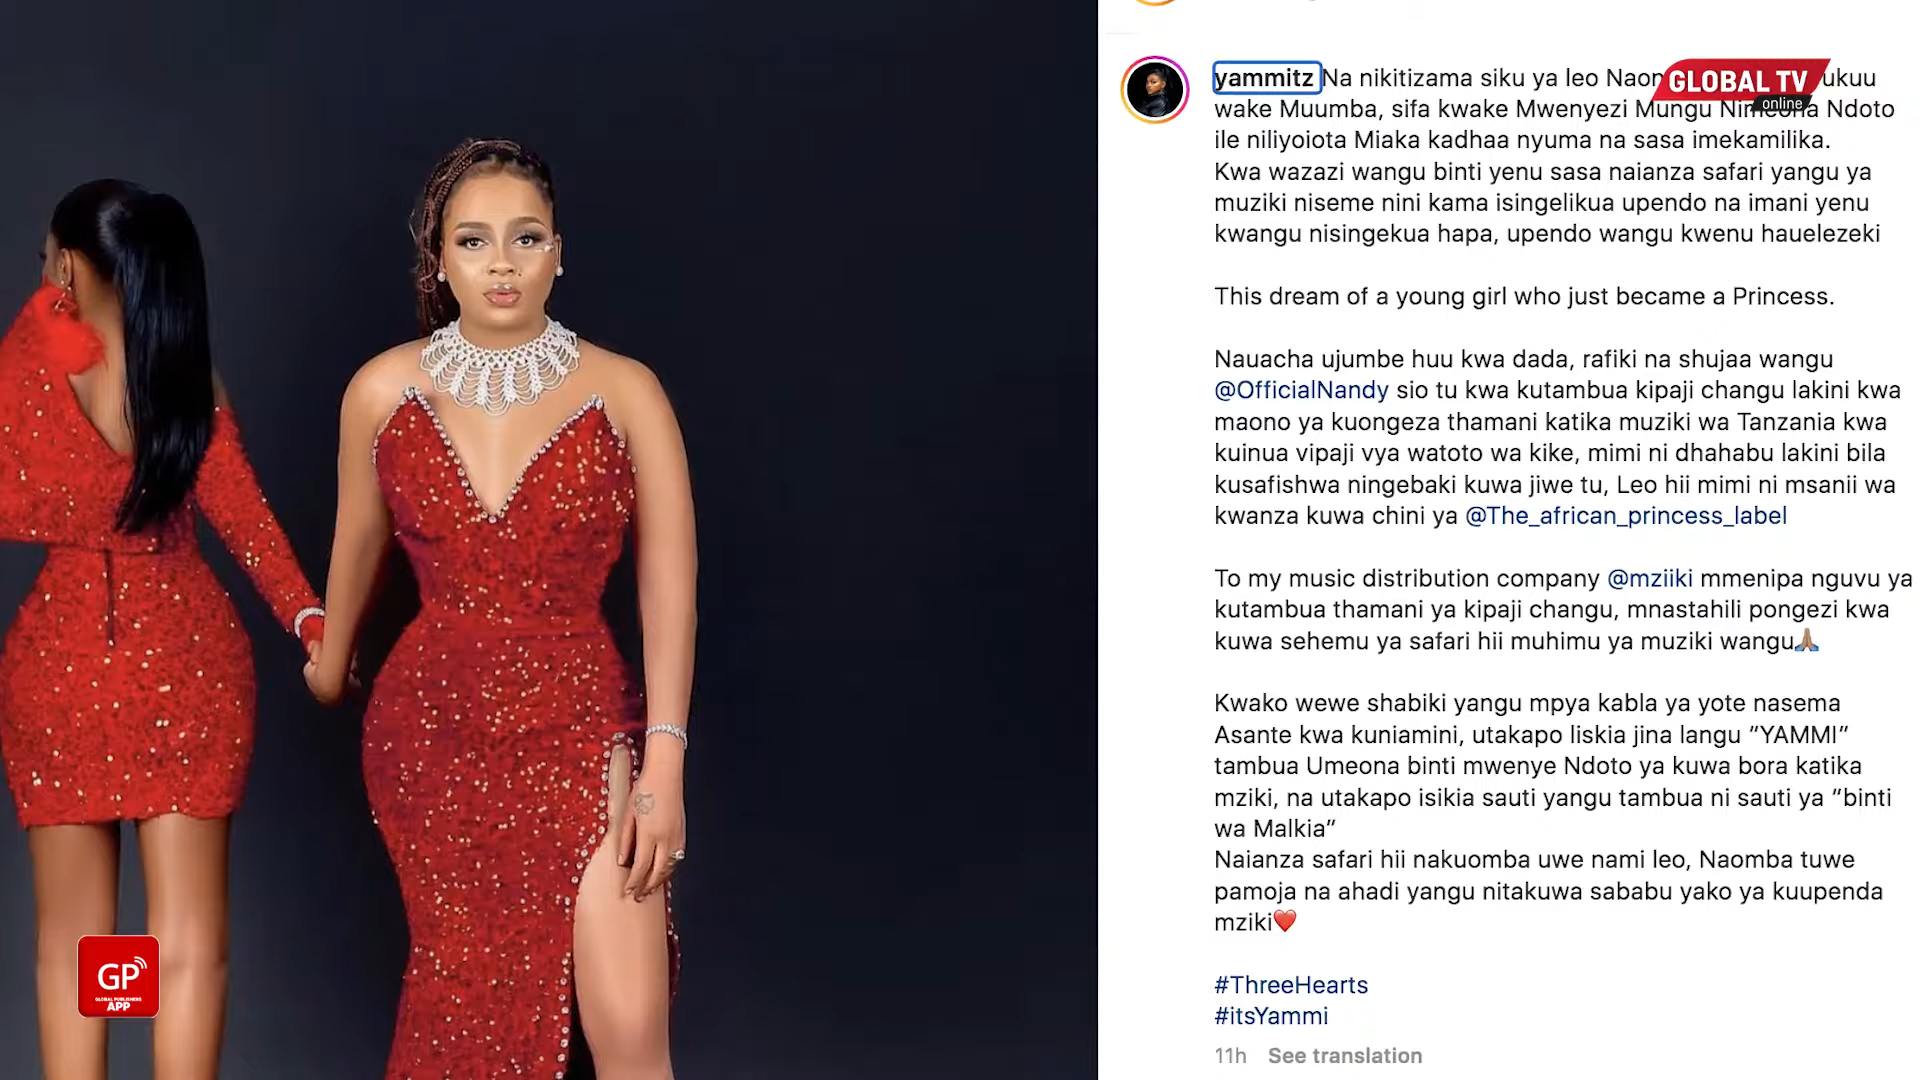 yammitz Na nikitizama siku ya leo ukuu
wake Muumba, sifa kwake Mwenyezi Mungu Nimeona Ndoto
ile niliyoiota Miaka kadhaa nyuma na sasa imekamilika.
Kwa wazazi wangu binti yenu sasa naianza safari yangu ya
muziki niseme nini kama isingelikua upendo na imani yenu
kwangu nisingekua hapa, upendo wangu kwenu hauelezeki
This dream of a young girl who just became a Princess.
Nauacha ujumbe huu kwa dada, rafiki na shujaa wangu
@OfficialNandy sio tu kwa kutambua kipaji changu lakini kwa
maono ya kuongeza thamani katika muziki wa Tanzania kwa
kuinua vipaji vya watoto wa kike, mimi ni dhahabu lakini bila
kusafishwa ningebaki kuwa jiwe tu, Leo hii mimi ni msanii wa
kwanza kuwa chini ya @The_african_princess_label
To my music distribution company @mziiki mmenipa nguvu ya
kutambua thamani ya kipaji changu, mnastahili pongezi kwa
kuwa sehemu ya safari hii muhimu ya muziki wangu🙏🏽
Kwako wewe shabiki yangu mpya kabla ya yote nasema
Asante kwa kuniamini, utakapo liskia jina langu “YAMMI”
tambua Umeona binti mwenye Ndoto ya kuwa bora katika
mziki, na utakapo isikia sauti yangu tambua ni sauti ya “binti
wa Malkia”
Naianza safari hii nakuomba uwe nami leo, Naomba tuwe
pamoja na ahadi yangu nitakuwa sababu yako ya kuupenda
mziki❤️
#ThreeHearts
#itsYammi
11h See translation
GLOBAL TV
online
GP
GLOBAL PUBLISHERS
APP